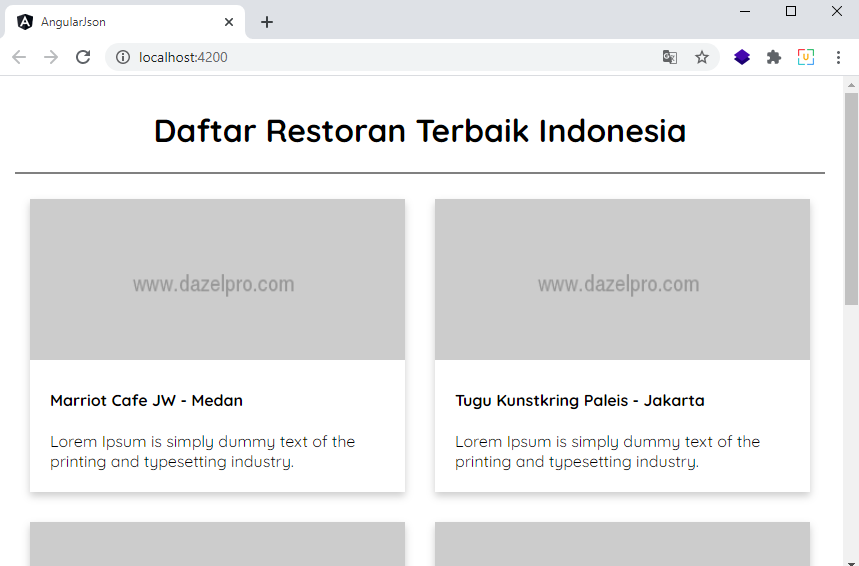 AngularJson
localhost:4200
Daftar Restoran Terbaik Indonesia
www.dazelpro.com
www.dazelpro.com
Marriot Cafe JW - Medan
Lorem Ipsum is simply dummy text of the
printing and typesetting industry.
Tugu Kunstkring Paleis - Jakarta
Lorem Ipsum is simply dummy text of the
printing and typesetting industry.